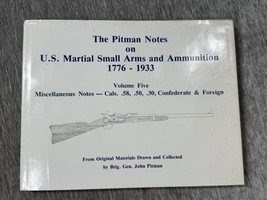 The Pitman Notes
on
U.S. Martial Small Arms and Ammunition
1776 - 1933
Volume Five
Miscellaneous Notes — Cals. .58, .50, .30, Confederate & Foreign
From Original Materials Drawn and Collected
by Brig. Gen. John Pitman